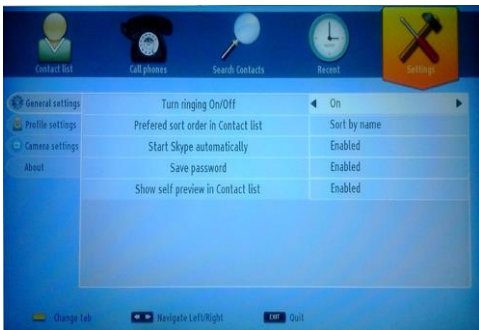 Contact list
Call phones
Search Contacts
Recent
Settings
General settings
Turn ringing On/Off
On
Profile settings
Prefered sort order in Contact list
Sort by name
Camera settings
Start Skype automatically
Enabled
About
Save password
Enabled
Show self preview in Contact list
Enabled
Change tab
Navigate Left/Right
EXIT Quit